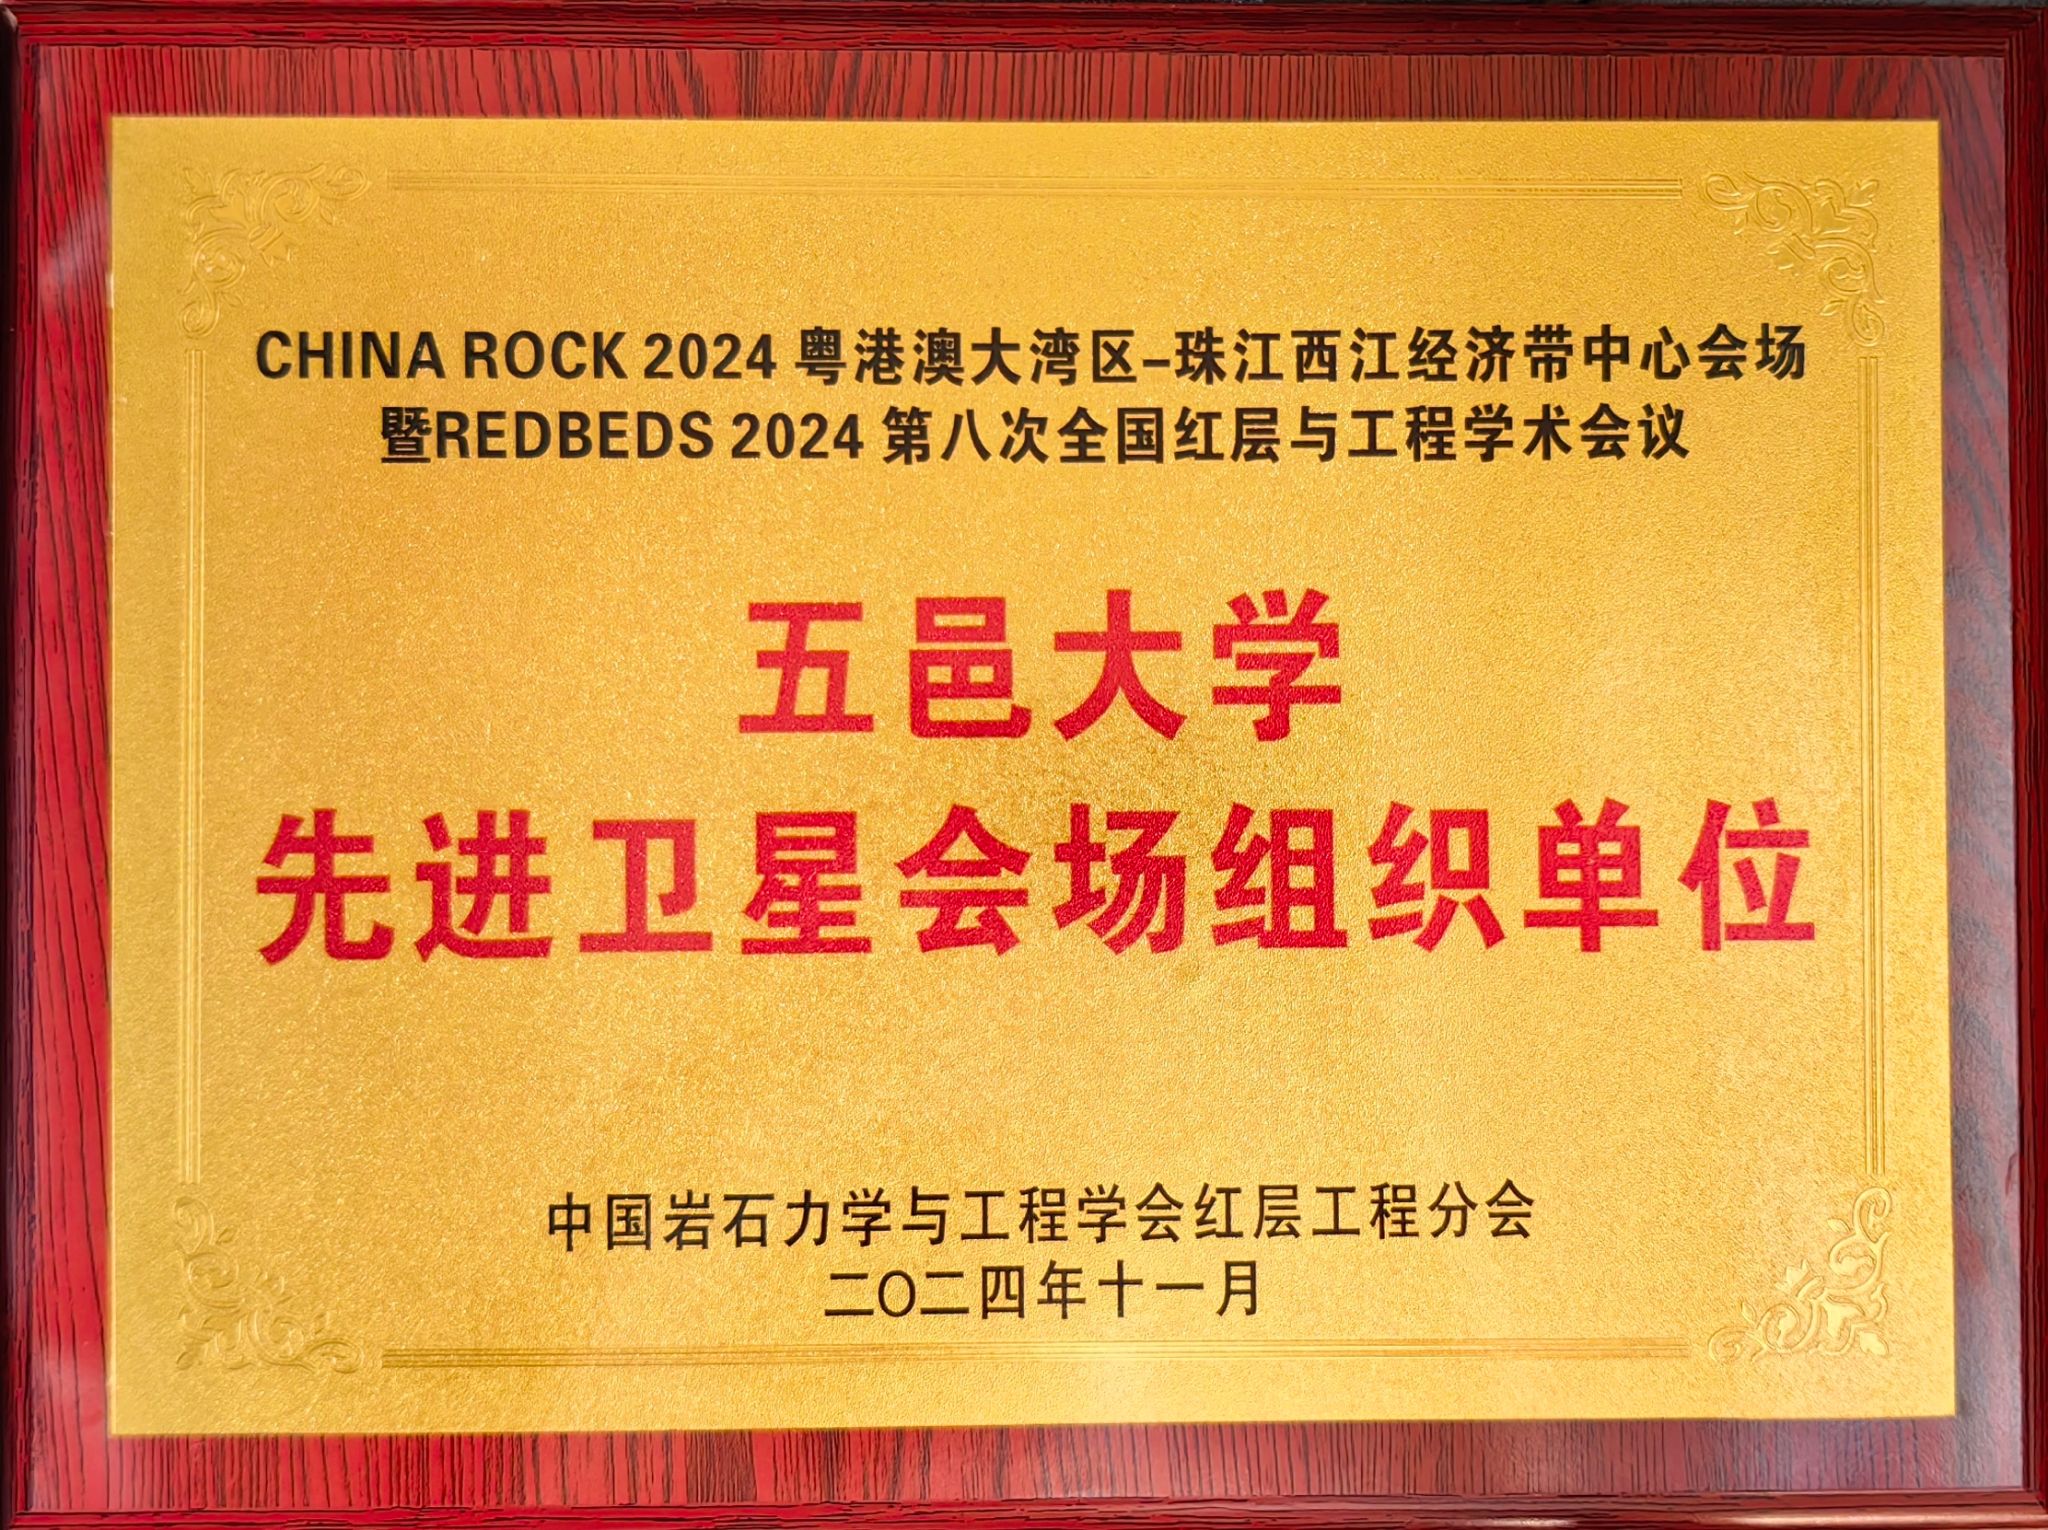 CHINA ROCK 2024 粤港澳大湾区-珠江西江经济带中心会场
暨REDBEDS 2024 第八次全国红层与工程学术会议
五邑大学
先进卫星会场组织单位
中国岩石力学与工程学会红层工程分会
二〇二四年十一月